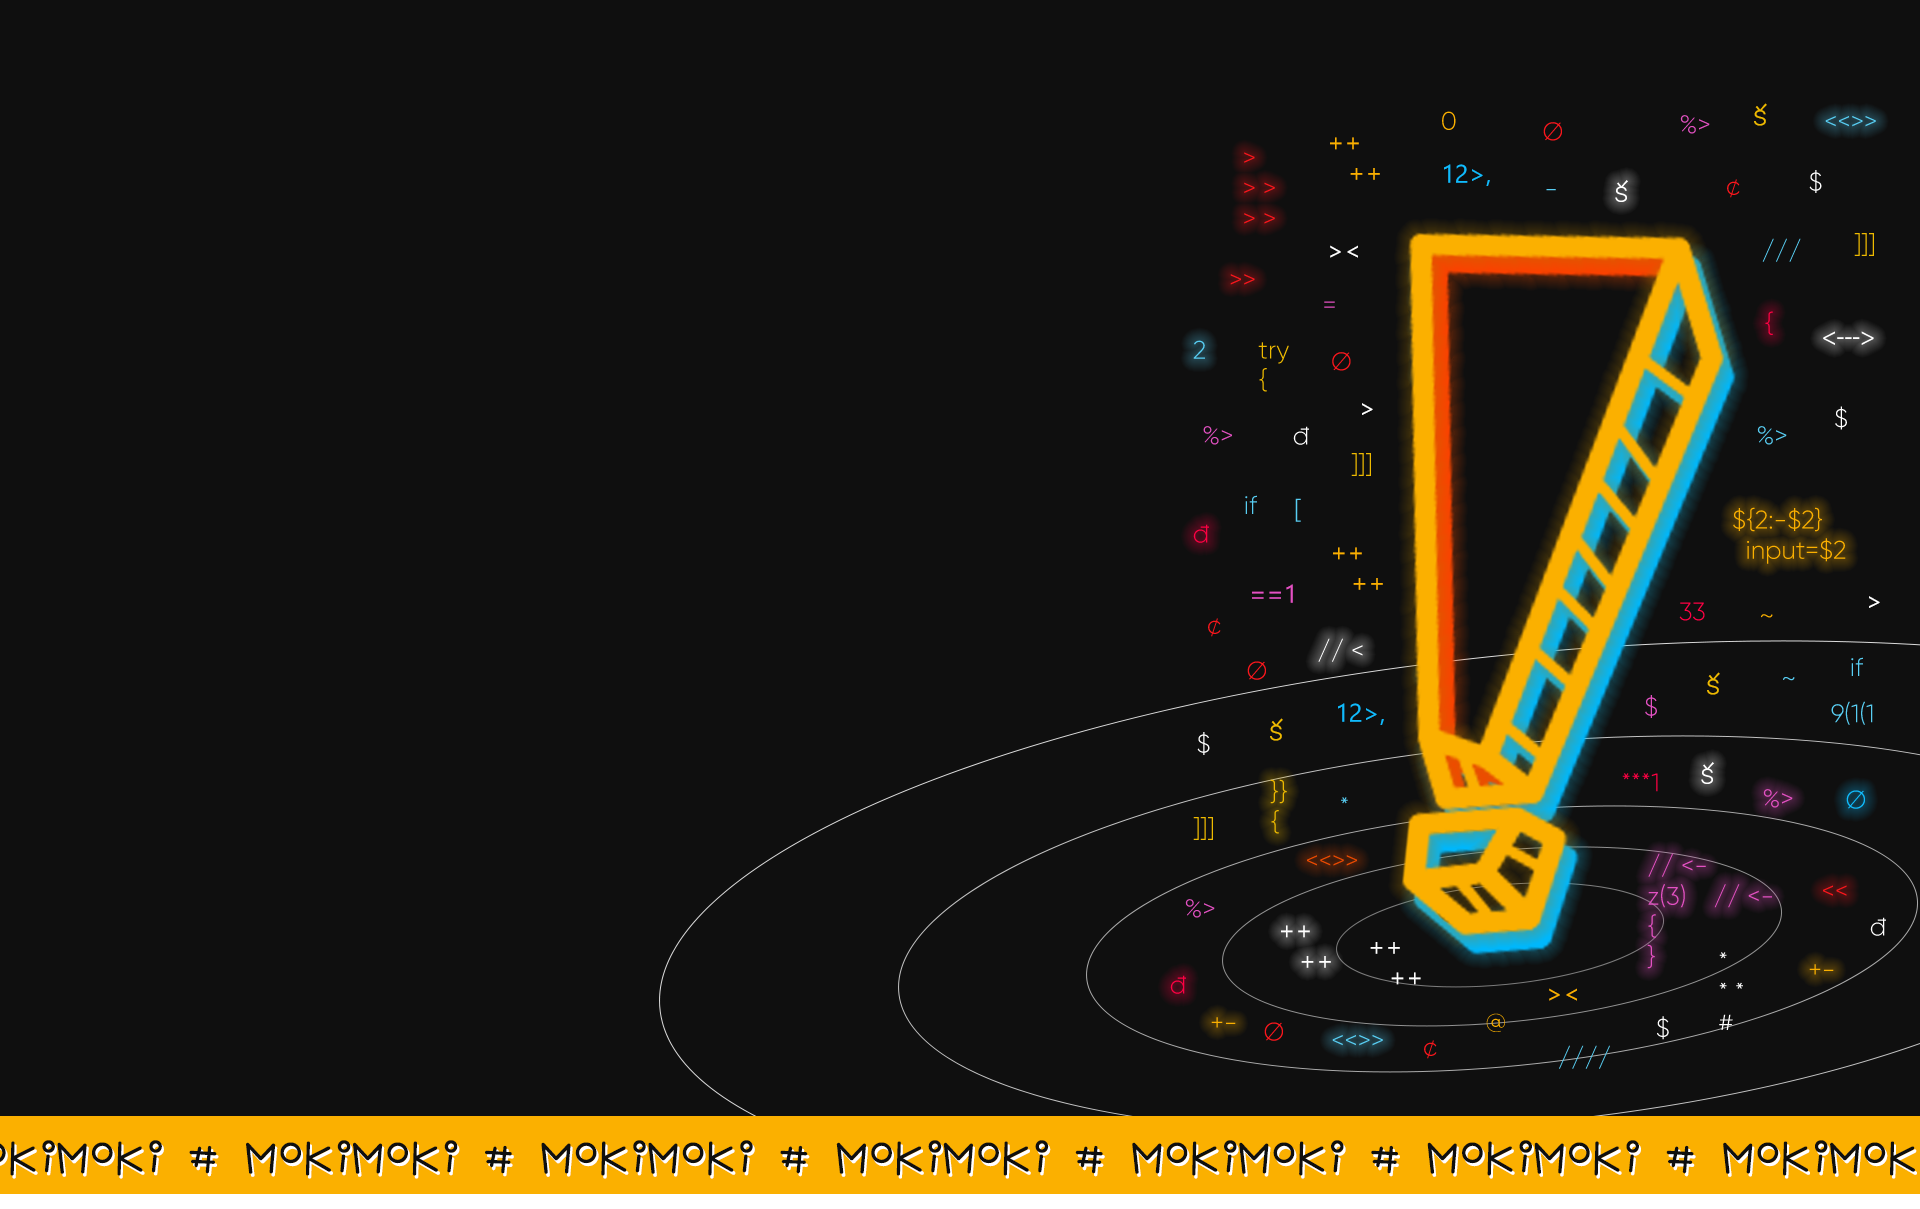 0 ∅ %> š <<>>
> ++
++ 12>, - š ¢ $
> >
> >
>< /// ]]]
>>
= { <--->
2 try ∅
{
> $
%> đ %>
]]]
if [
${2:-$2}
đ input=$2
++
++
==1 33 ~ >
¢
// <
∅ if
š ~
12>, $ 9(1(1
$ š
***1 š
}} * %> ∅
{
]]]
<<>> // <-
z(3) // <- <<
%> {
++ đ
++ }
++ *
++ +-
đ * *
><
+- ∅ @ $ #
<<>> ¢ ////
OKiMOKi # MOKiMOKi # MOKiMOKi # MOKiMOKi # MOKiMOKi # MOKiMOKi # MOKiMOK